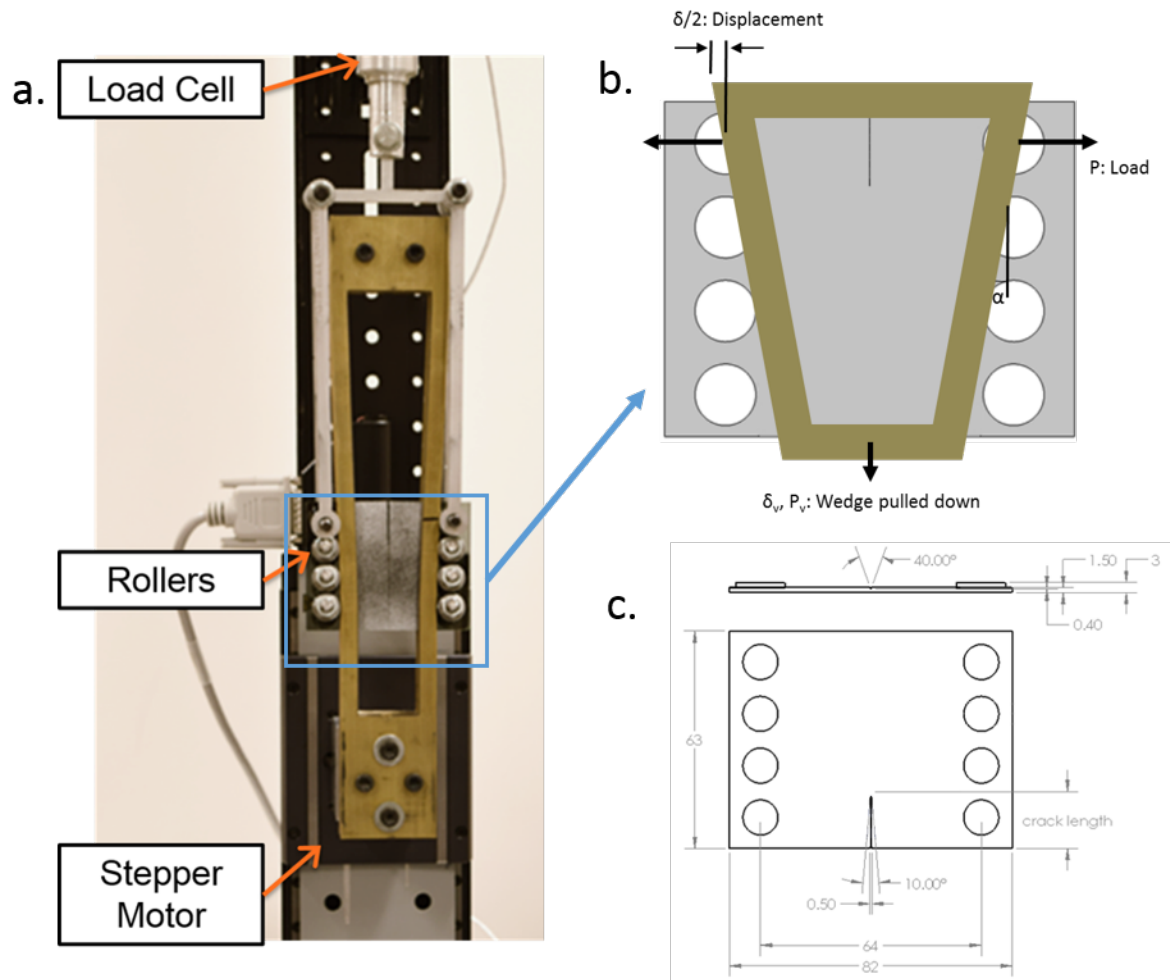 a.
Load Cell
Rollers
Stepper
Motor
b.
δ/2: Displacement
P: Load
α
δv, Pv: Wedge pulled down
c.
40.00°
1.50
3
0.40
63
crack length
10.00°
0.50
64
82